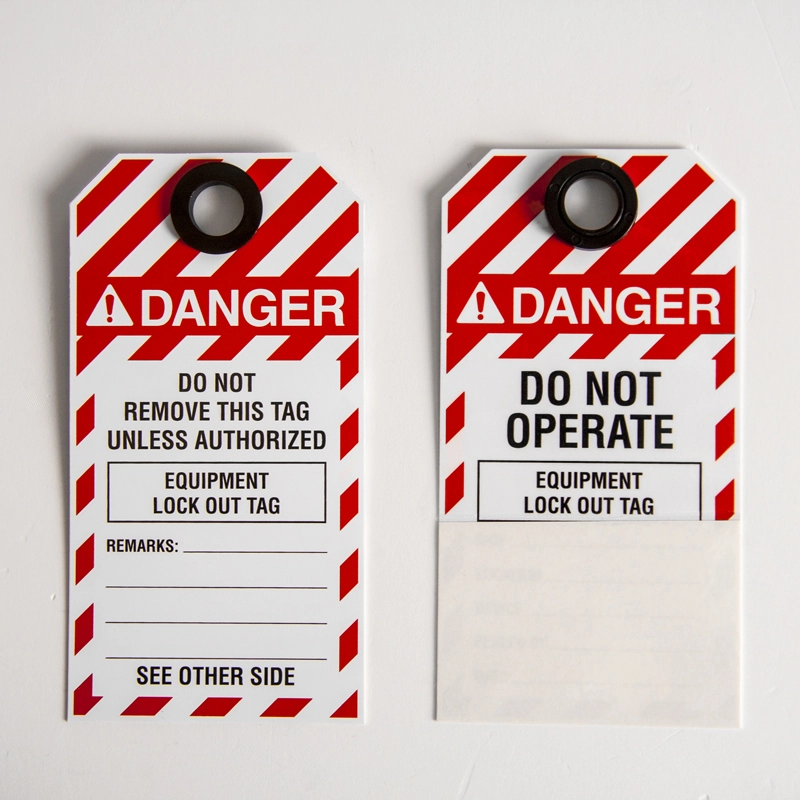 DANGER
DO NOT
REMOVE THIS TAG
UNLESS AUTHORIZED
EQUIPMENT
LOCK OUT TAG
REMARKS:
SEE OTHER SIDE
DANGER
DO NOT
OPERATE
EQUIPMENT
LOCK OUT TAG